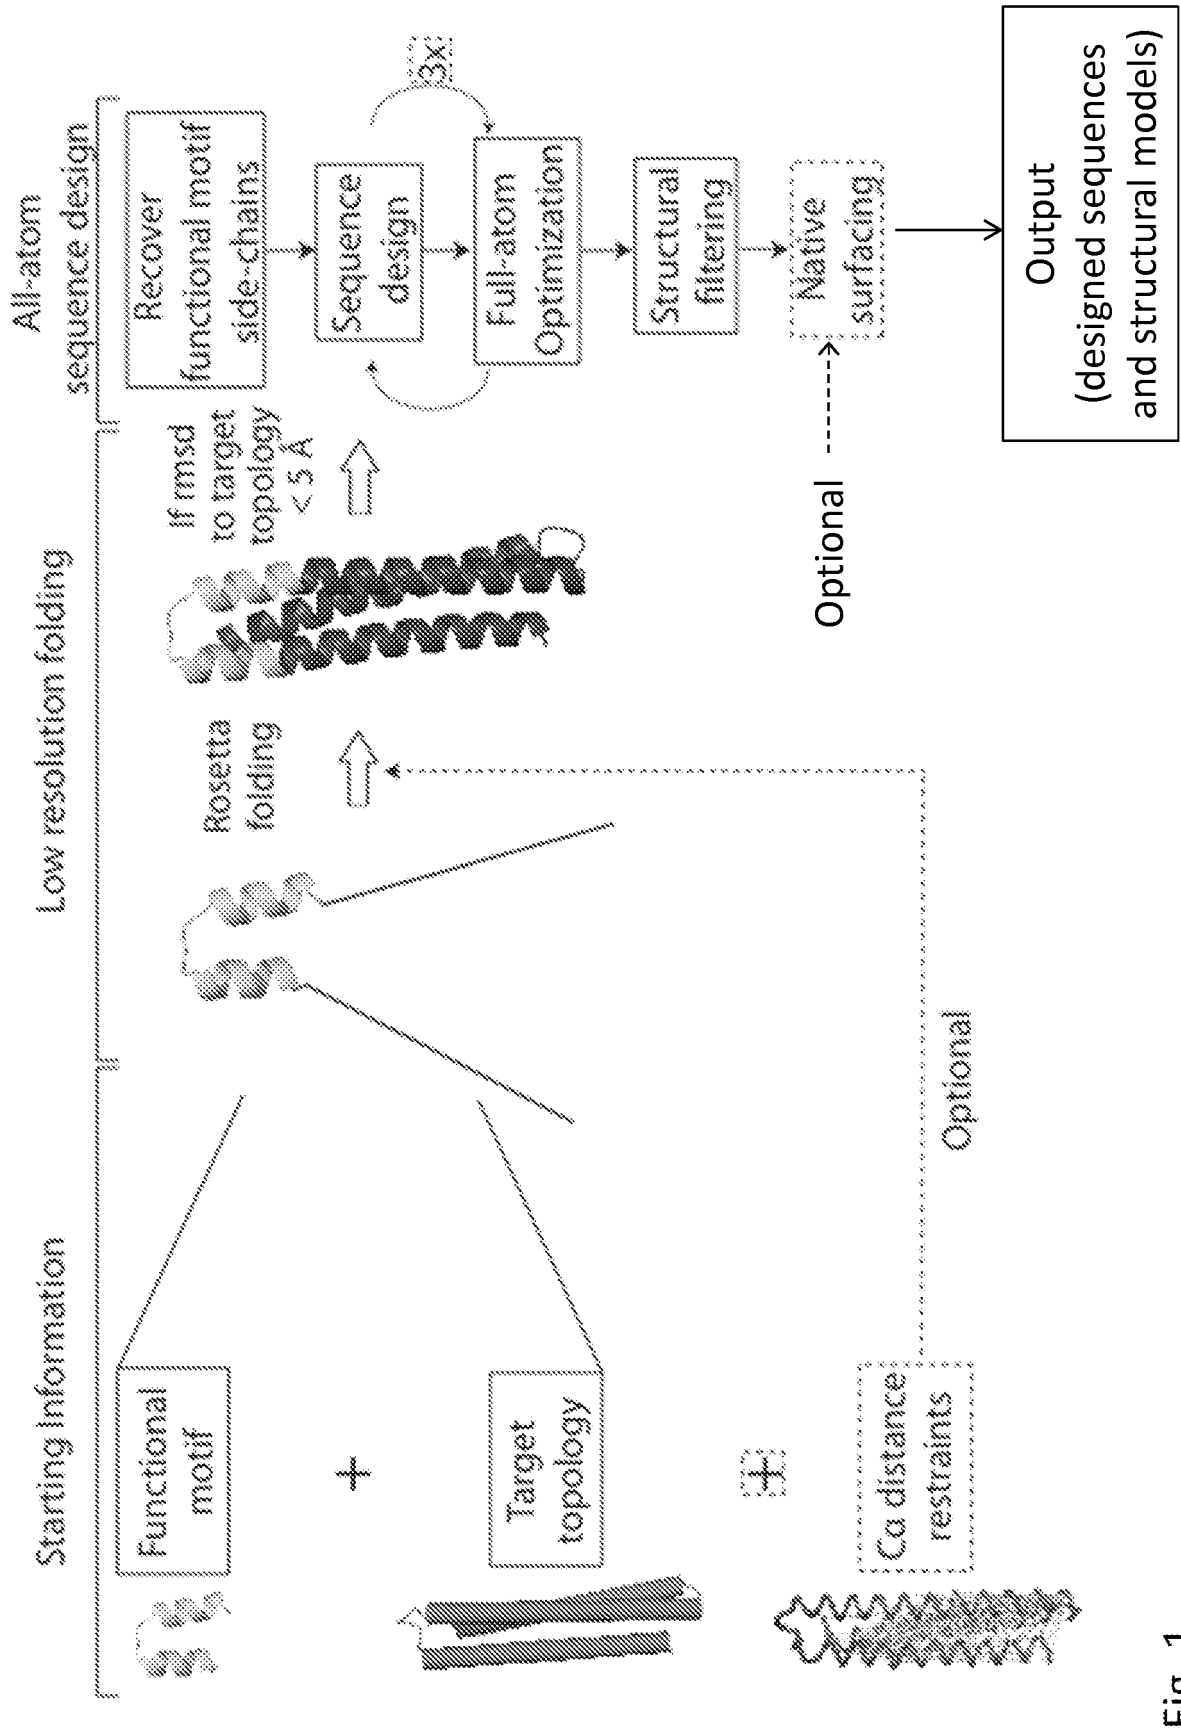 Starting Information
Low resolution folding
All-atom
sequence design
Functional
motif
+
Target
topology
+
Cα distance
restraints
Optional
Rosetta
folding
If rmsd
to target
topology
< 5 Å
Recover
functional motif
side-chains
Sequence
design
3x
Full-atom
Optimization
Structural
filtering
Native
surfacing
Optional
Output
(designed sequences
and structural models)
Fig. 1